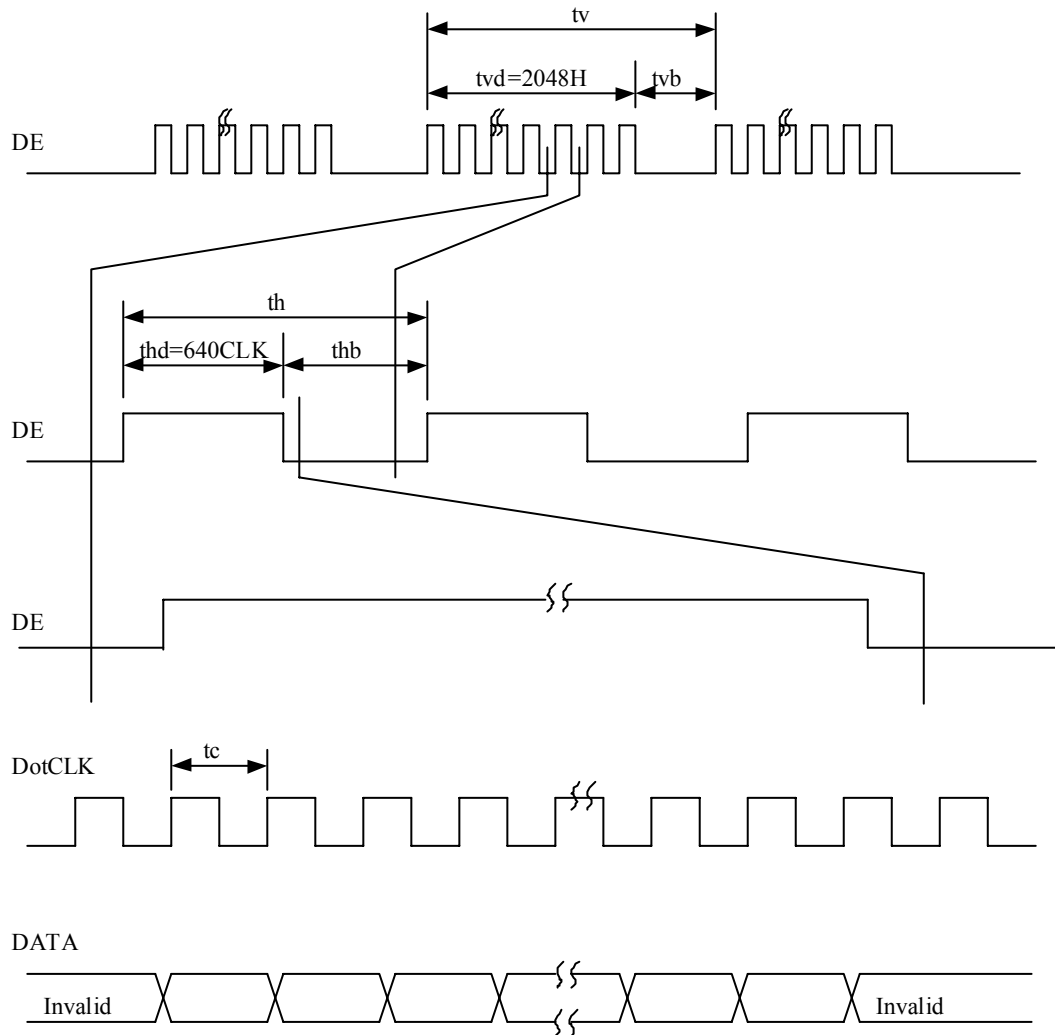 tv
tvd=2048H
tvb
DE
th
thd=640CLK
thb
DE
DE
tc
DotCLK
DATA
Invalid
Invalid